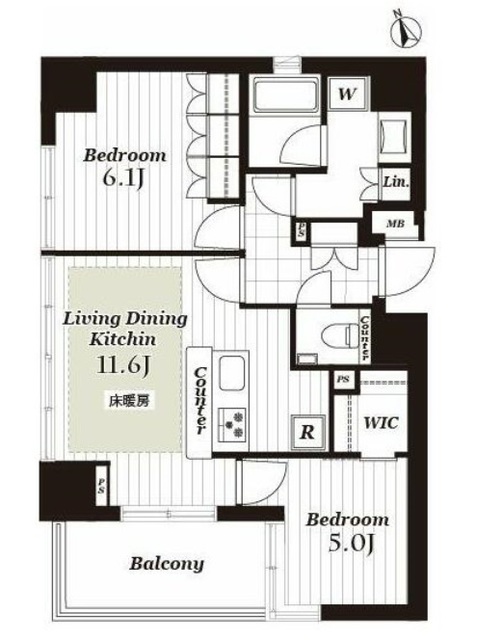 N
W
Bedroom
6.1J
Lin.
PS
MB
Living Dining
Kitchin
11.6J
床暖房
Counter
Counter
PS
R
WIC
PS
Bedroom
5.0J
Balcony